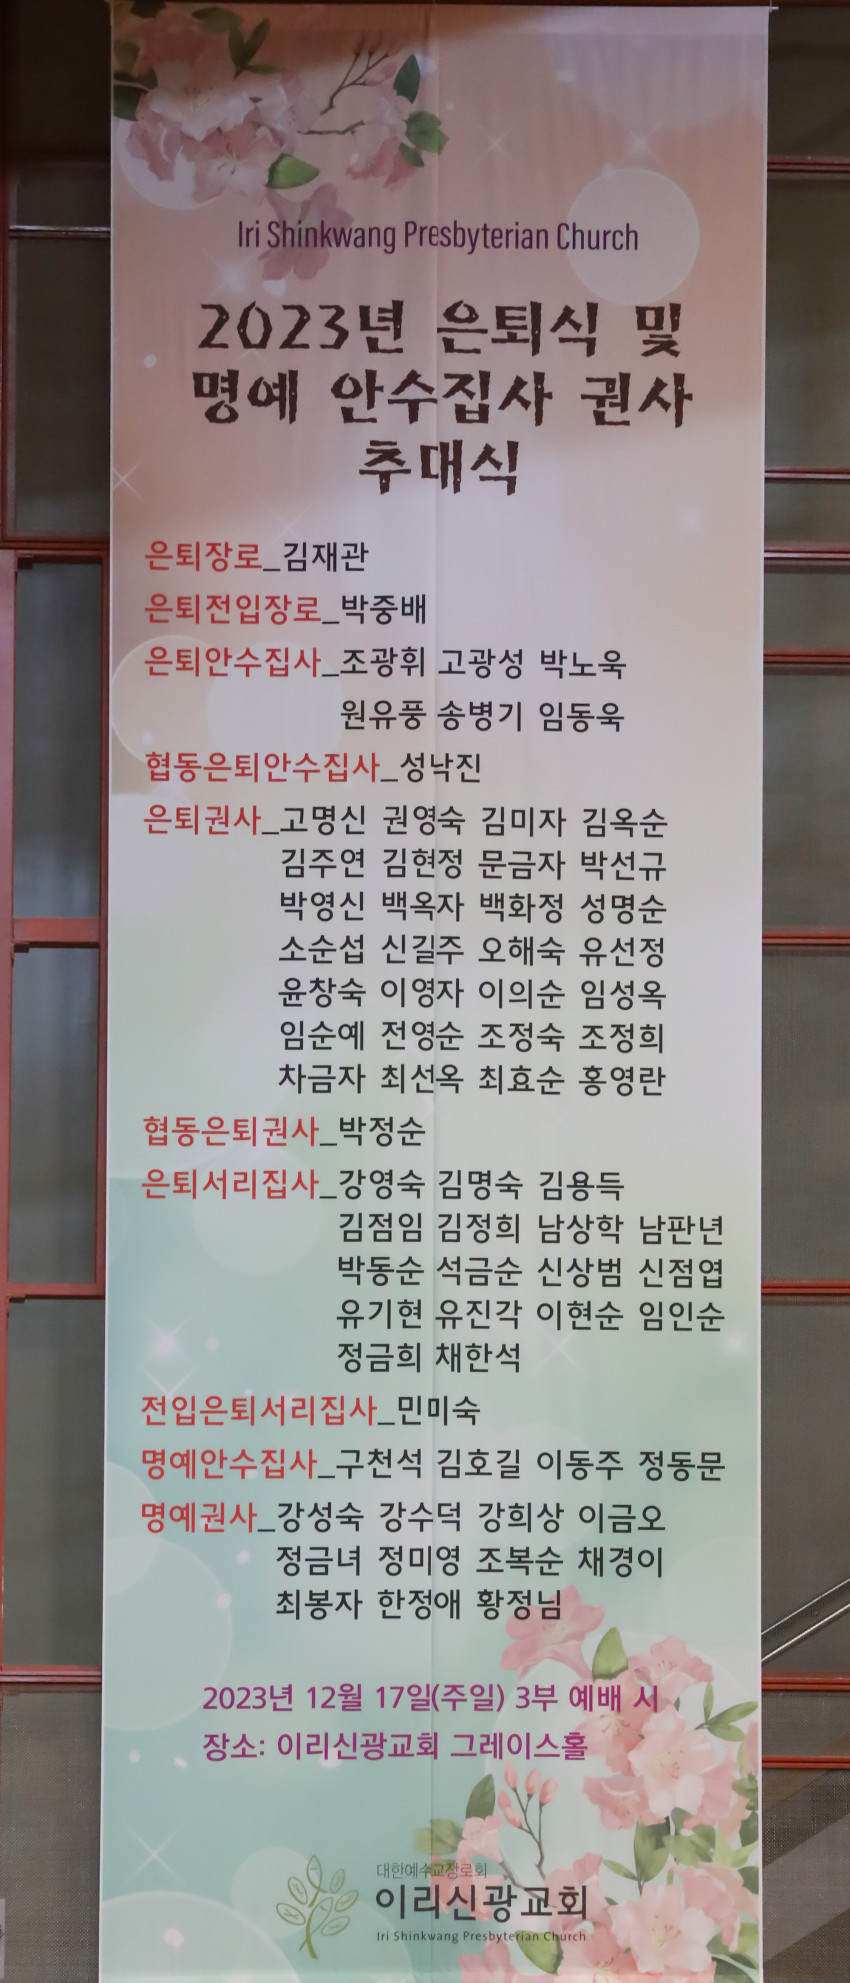 Iri Shinkwang Presbyterian Church
2023년 은퇴식 및
명예 안수집사 권사
추대식
은퇴장로_김재관
은퇴전입장로_박중배
은퇴안수집사_조광휘 고광성 박노욱
원유풍 송병기 임동욱
협동은퇴안수집사_성낙진
은퇴권사_고명신 권영숙 김미자 김옥순
김주연 김현정 문금자 박선규
박영신 백옥자 백화정 성명순
소순섭 신길주 오해숙 유선정
윤창숙 이영자 이의순 임성옥
임순예 전영순 조정숙 조정희
차금자 최선옥 최효순 홍영란
협동은퇴권사_박정순
은퇴서리집사_강영숙 김명숙 김용득
김점임 김정희 남상학 남판년
박동순 석금순 신상범 신점엽
유기현 유진각 이현순 임인순
정금희 채한석
전입은퇴서리집사_민미숙
명예안수집사_구천석 김호길 이동주 정동문
명예권사_강성숙 강수덕 강희상 이금오
정금녀 정미영 조복순 채경이
최봉자 한정애 황정님
2023년 12월 17일(주일) 3부 예배 시
장소: 이리신광교회 그레이스홀
대한예수교장로회
이리신광교회
Iri Shinkwang Presbyterian Church